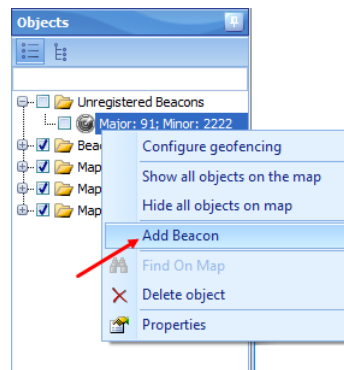 Objects
Unregistered Beacons
Major: 91; Minor: 2222
Bea
Map
Map
Map
Configure geofencing
Show all objects on the map
Hide all objects on map
Add Beacon
Find On Map
Delete object
Properties